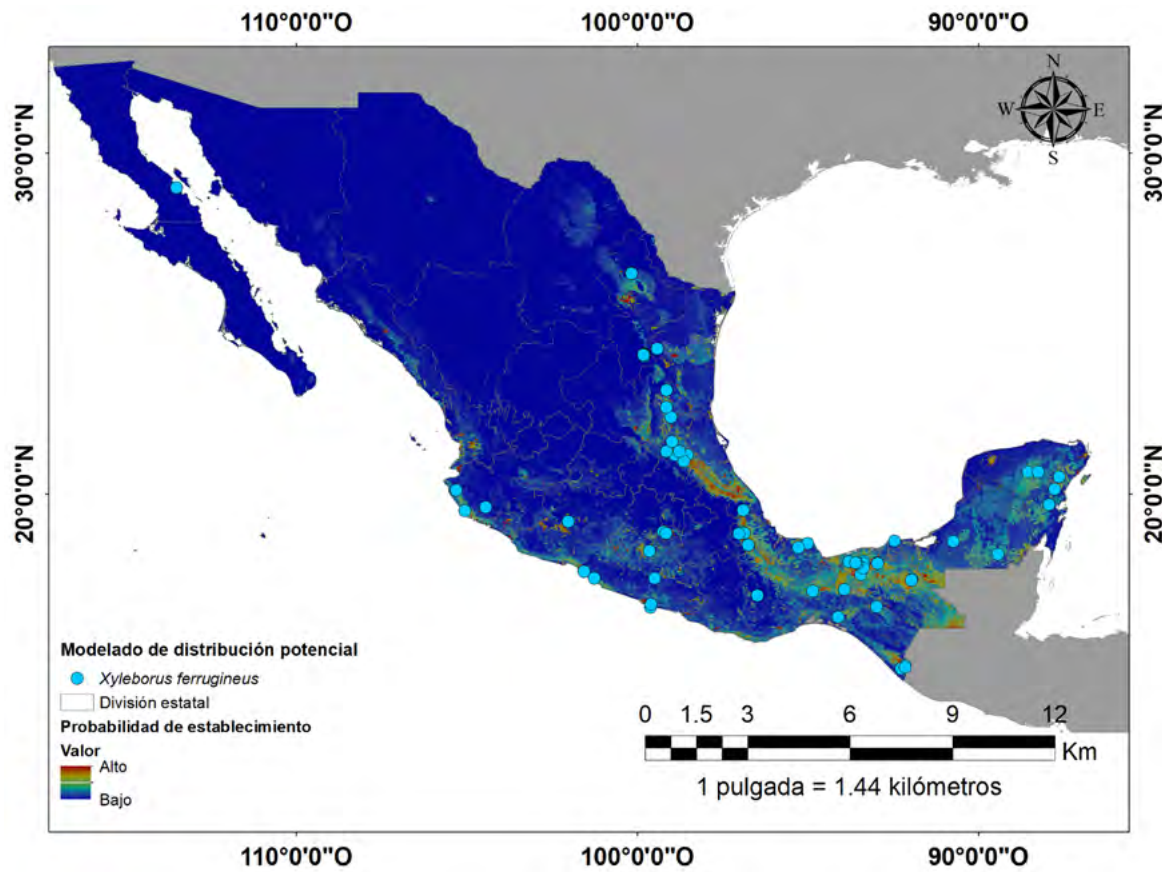 110°0'0"O 100°0'0"O 90°0'0"O
N
W E
S
30°0'0"N 30°0'0"N
20°0'0"N 20°0'0"N
Modelado de distribución potencial
Xyleborus ferrugineus
División estatal
Probabilidad de establecimiento
Valor
Alto
Bajo
0 1.5 3 6 9 12
Km
1 pulgada = 1.44 kilómetros
110°0'0"O 100°0'0"O 90°0'0"O